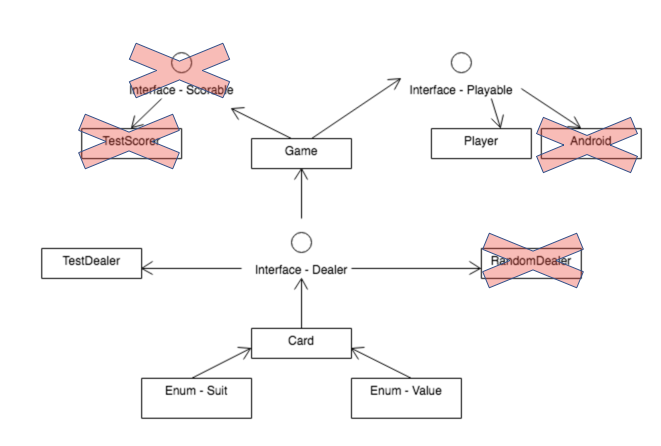 Interface - Scorable
Interface - Playable
TestScorer
Game
Player
Android
TestDealer
Interface - Dealer
RandomDealer
Card
Enum - Suit
Enum - Value